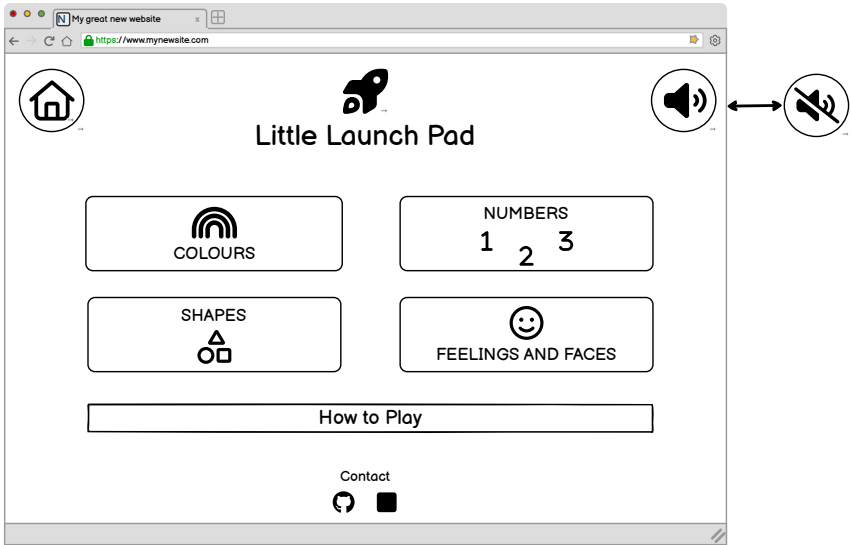 My great new website x
https://www.mynewsite.com
Little Launch Pad
COLOURS
NUMBERS
1 2 3
SHAPES
FEELINGS AND FACES
How to Play
Contact